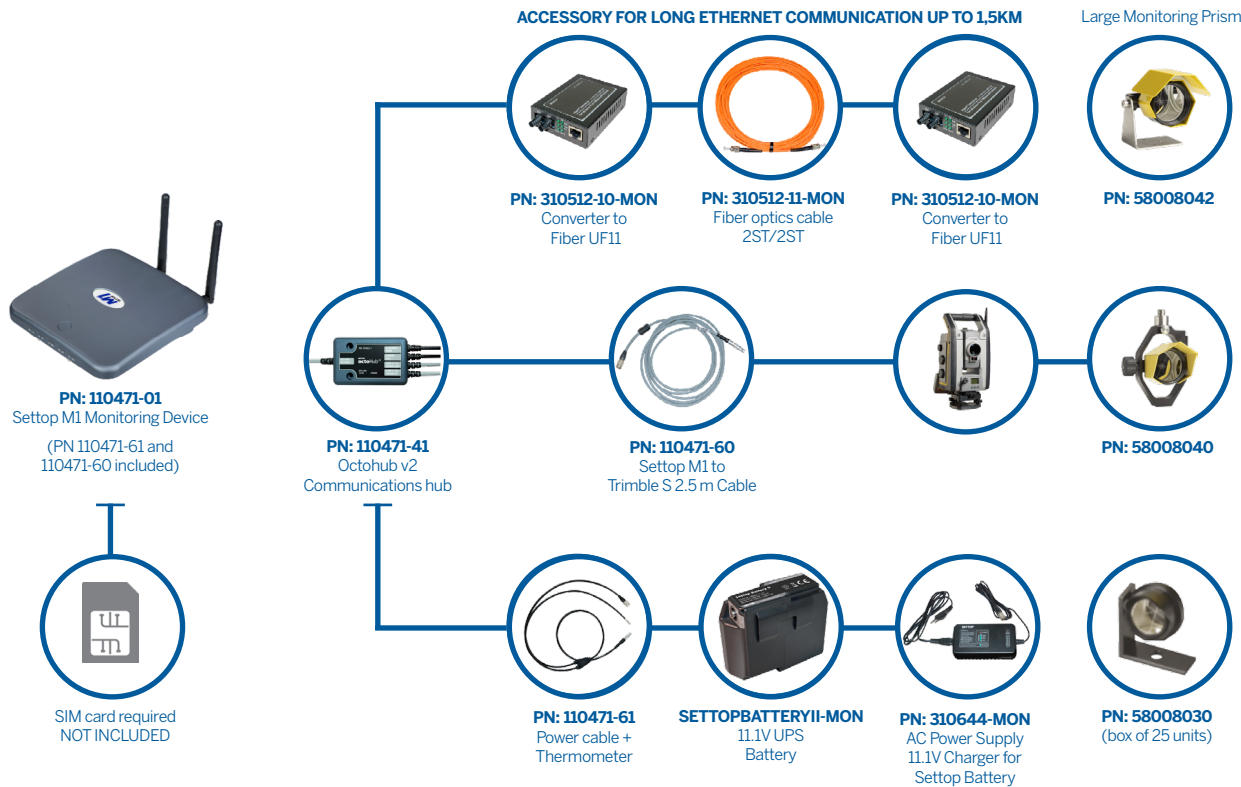 ACCESSORY FOR LONG ETHERNET COMMUNICATION UP TO 1,5KM
Large Monitoring Prism
PN: 310512-10-MON
Converter to
Fiber UF11
PN: 310512-11-MON
Fiber optics cable
2ST/2ST
PN: 310512-10-MON
Converter to
Fiber UF11
PN: 58008042
M1
PN: 110471-01
Settop M1 Monitoring Device
(PN 110471-61 and
110471-60 included)
octoHub
PN: 110471-41
Octohub v2
Communications hub
PN: 110471-60
Settop M1 to
Trimble S 2.5 m Cable
PN: 58008040
SIM card required
NOT INCLUDED
PN: 110471-61
Power cable +
Thermometer
SETTOPBATTERYII-MON
11.1V UPS
Battery
SETTOP
PN: 310644-MON
AC Power Supply
11.1V Charger for
Settop Battery
PN: 58008030
(box of 25 units)